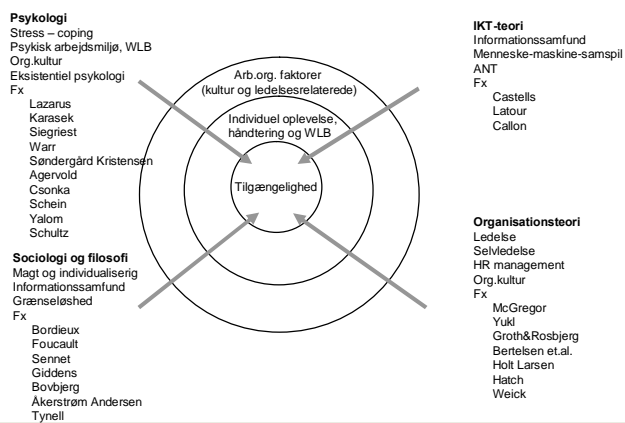 Psykologi
Stress – coping
Psykisk arbejdsmiljø, WLB
Org.kultur
Eksistentiel psykologi
Fx
Lazarus
Karasek
Siegriest
Warr
Søndergård Kristensen
Agervold
Csonka
Schein
Yalom
Schultz
Sociologi og filosofi
Magt og individualiserig
Informationssamfund
Grænseløshed
Fx
Bordieux
Foucault
Sennet
Giddens
Bovbjerg
Åkerstrøm Andersen
Tynell
Arb.org. faktorer
(kultur og ledelsesrelaterede)
Individuel oplevelse,
håndtering og WLB
Tilgængelighed
IKT-teori
Informationssamfund
Menneske-maskine-samspil
ANT
Fx
Castells
Latour
Callon
Organisationsteori
Ledelse
Selvledelse
HR management
Org.kultur
Fx
McGregor
Yukl
Groth&Rosbjerg
Bertelsen et.al.
Holt Larsen
Hatch
Weick